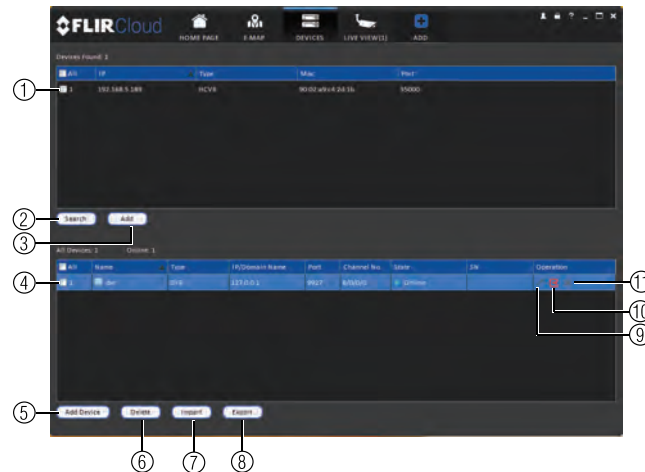 FLIRCloud
HOME PAGE E-MAP DEVICES LIVE VIEW(1) ADD
Devices Found: 1
All IP Type Mac Port
1 192.168.5.189 HCVR 35000
Search Add
All Devices: 1 Online: 1
All Name Type IP/Domain Name Port Channel No. State SN Operation
1 dvr DVR 127.0.0.1
Add Device Delete Import Export
1
2
3
4
5
6
7
8
9
10
11